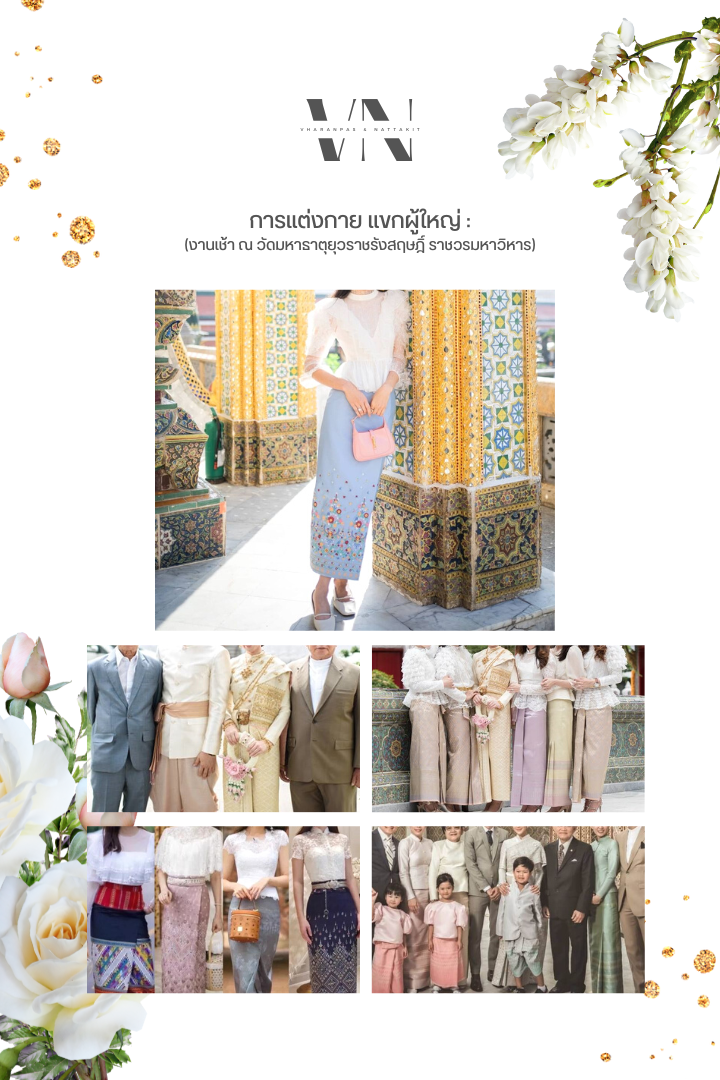 VN
VHARANPAS & NATTAKIT
การแต่งกาย แขกผู้ใหญ่ :
(งานเช้า ณ วัดมหาธาตุยุวราชรังสฤษฎิ์ ราชวรมหาวิหาร)